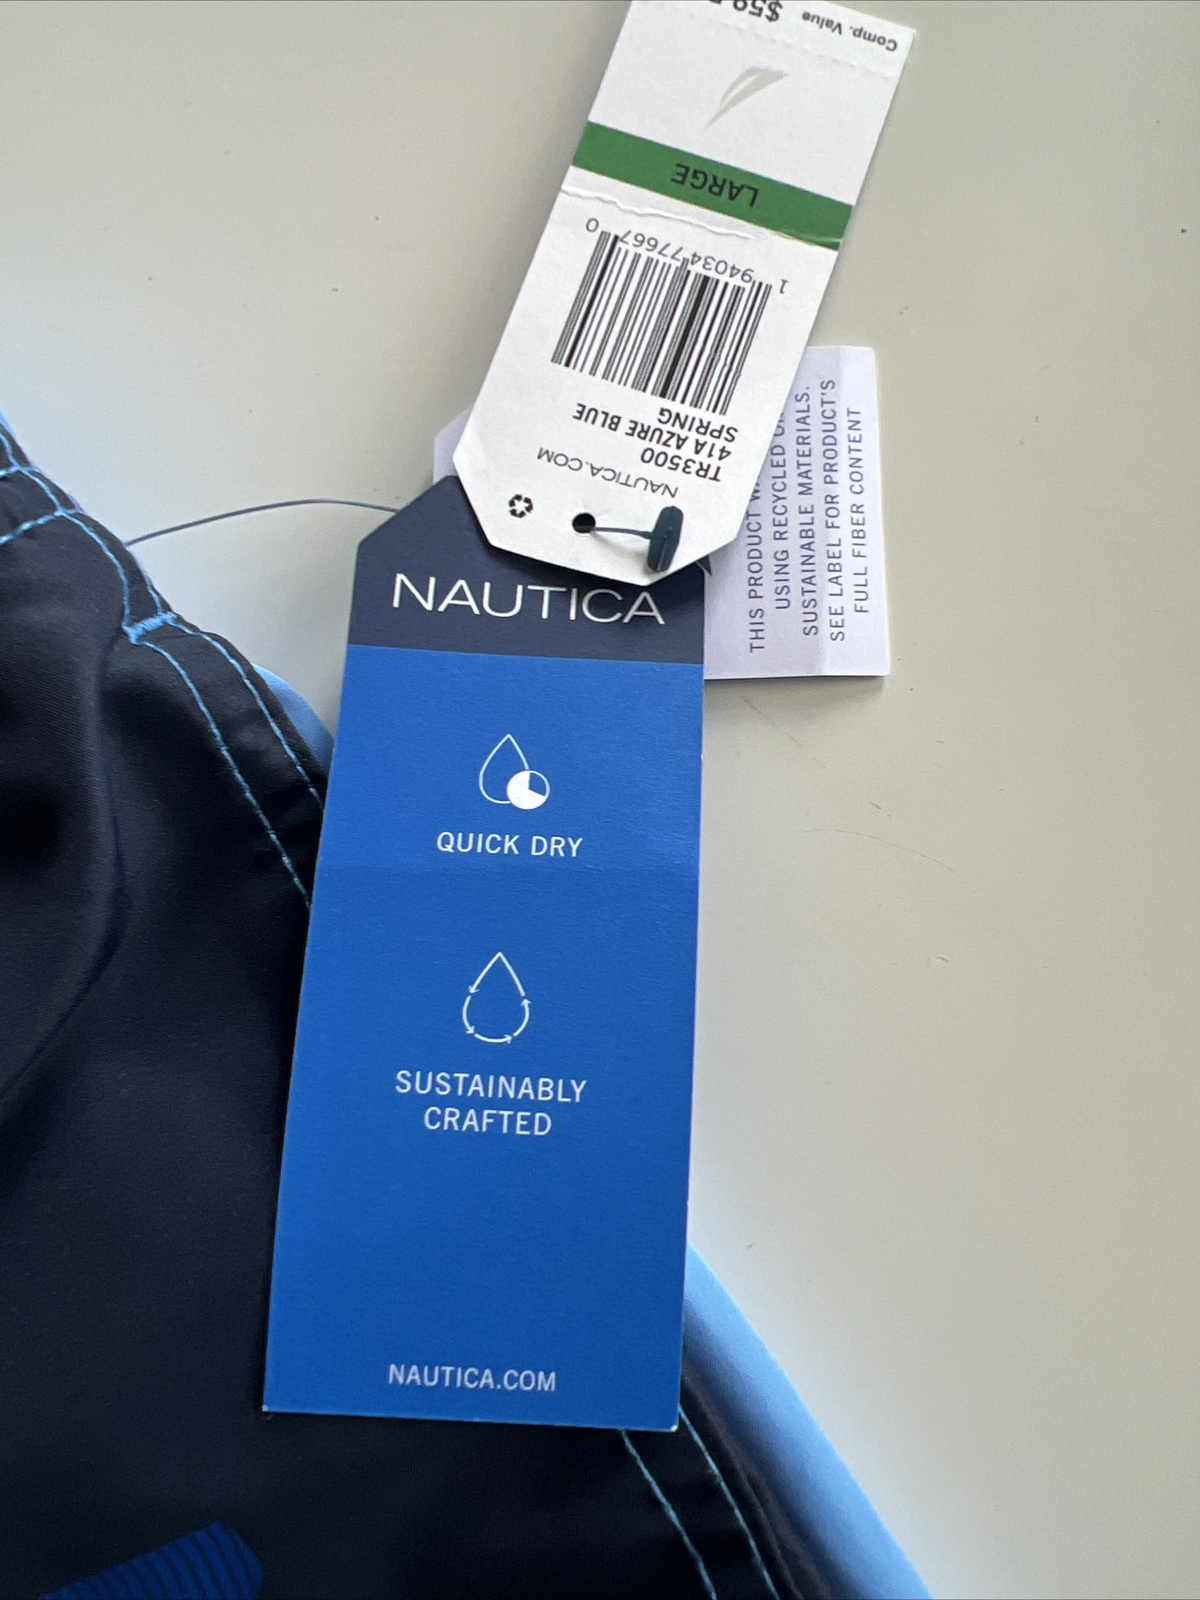 Comp. Value
LARGE
1 94034 77667 0
TR3500
41A AZURE BLUE
SPRING
NAUTICA.COM
THIS PRODUCT
USING RECYCLED
SUSTAINABLE MATERIALS.
SEE LABEL FOR PRODUCT'S
FULL FIBER CONTENT
NAUTICA
QUICK DRY
SUSTAINABLY
CRAFTED
NAUTICA.COM